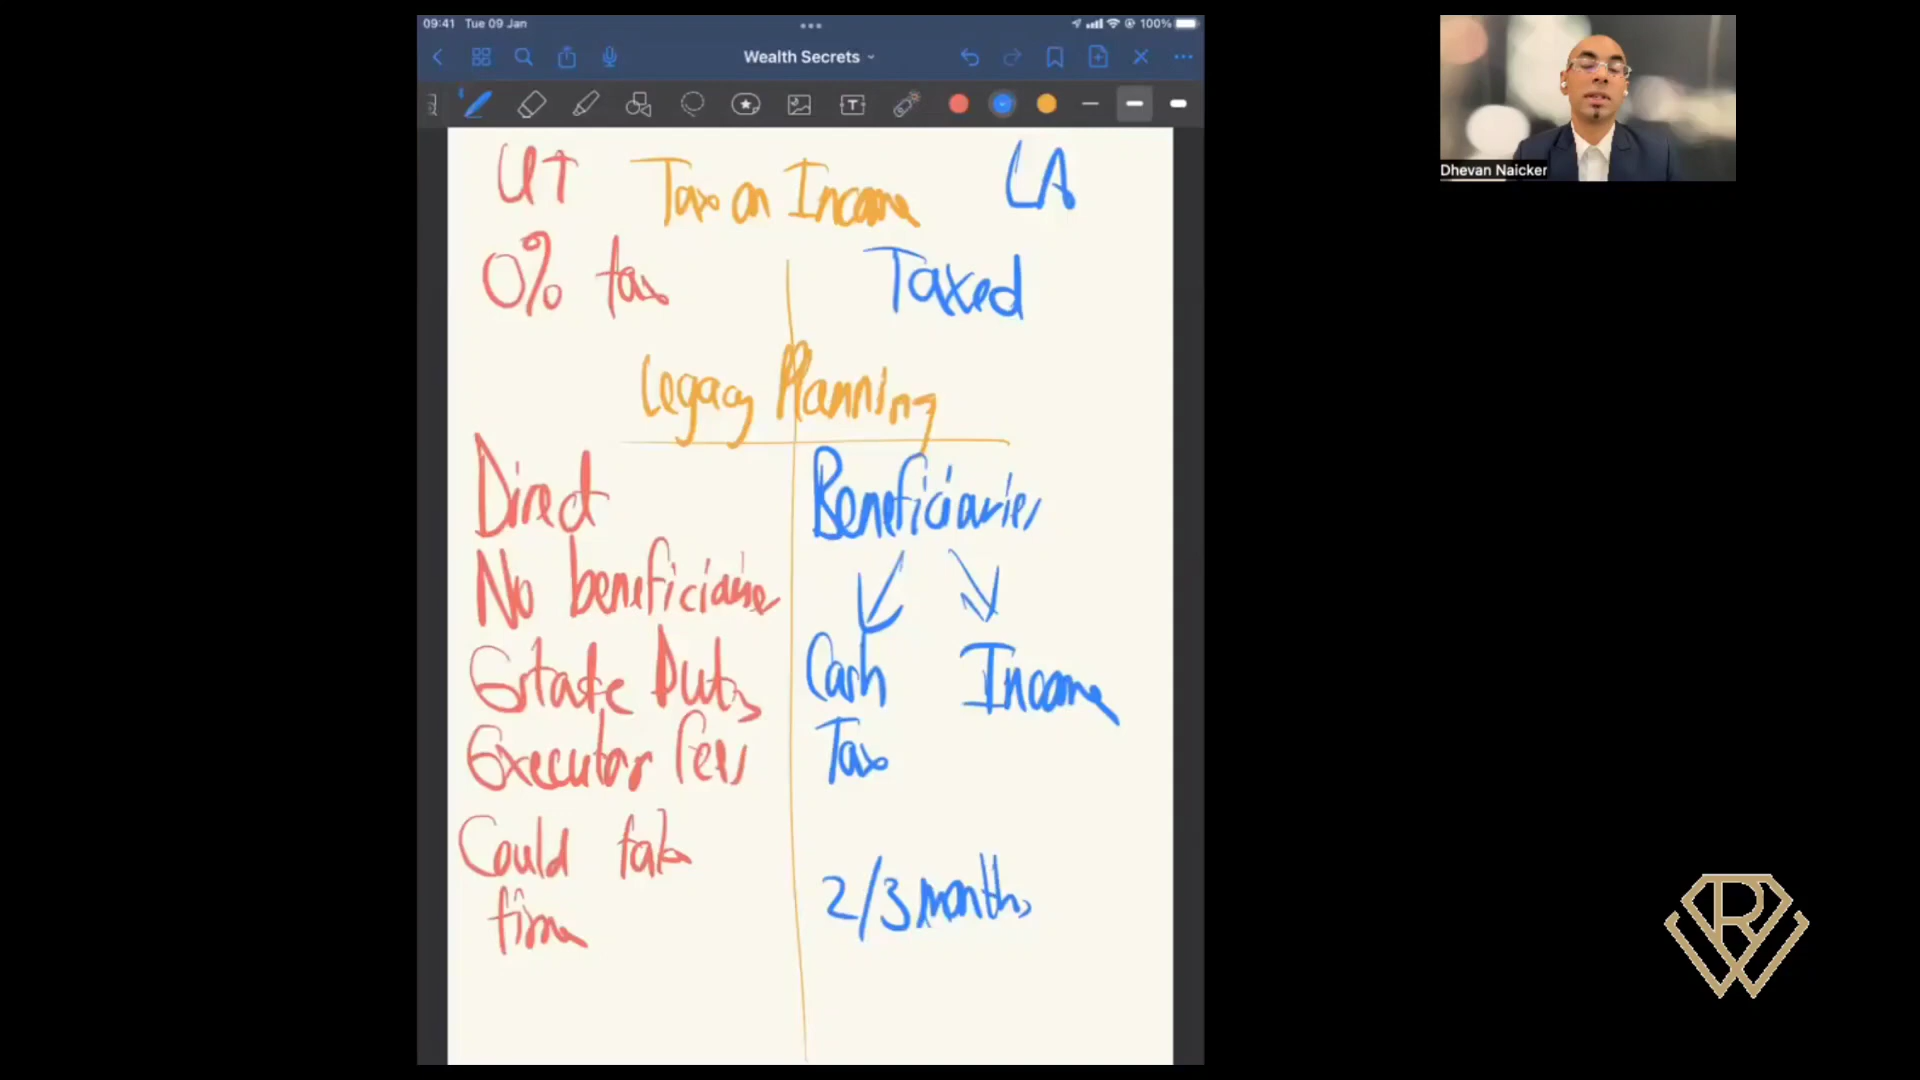 09:41 Tue 09 Jan
100%
Wealth Secrets
T
Dhevan Naicker
UT Tax on Income LA
0% tax Taxed
Legacy Planning
Direct Beneficiaries
No beneficiaries
Estate Duty Cash Income
Executor fees Tax
Could take
time 2/3 months
RW